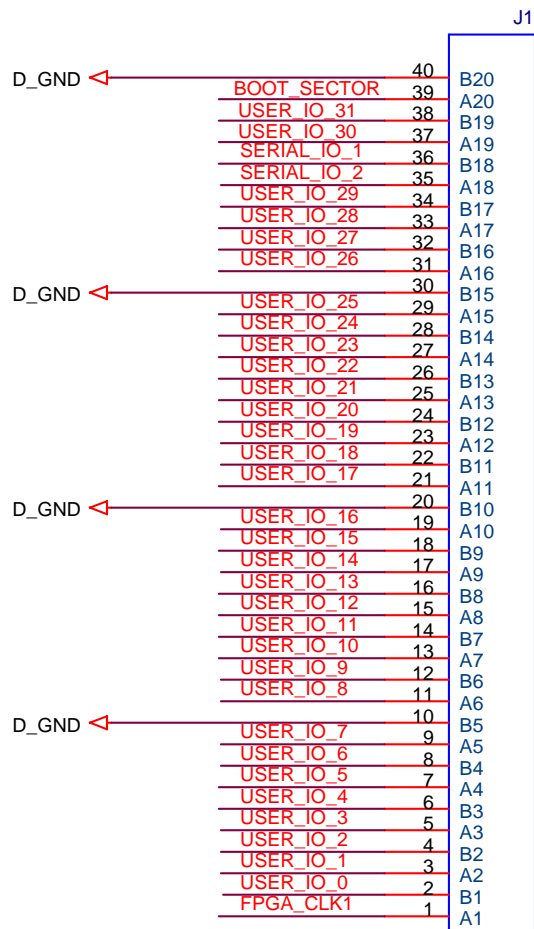 J1
D_GND 40 B20
BOOT_SECTOR 39 A20
USER_IO_31 38 B19
USER_IO_30 37 A19
SERIAL_IO_1 36 B18
SERIAL_IO_2 35 A18
USER_IO_29 34 B17
USER_IO_28 33 A17
USER_IO_27 32 B16
USER_IO_26 31 A16
D_GND 30 B15
USER_IO_25 29 A15
USER_IO_24 28 B14
USER_IO_23 27 A14
USER_IO_22 26 B13
USER_IO_21 25 A13
USER_IO_20 24 B12
USER_IO_19 23 A12
USER_IO_18 22 B11
USER_IO_17 21 A11
D_GND 20 B10
USER_IO_16 19 A10
USER_IO_15 18 B9
USER_IO_14 17 A9
USER_IO_13 16 B8
USER_IO_12 15 A8
USER_IO_11 14 B7
USER_IO_10 13 A7
USER_IO_9 12 B6
USER_IO_8 11 A6
D_GND 10 B5
USER_IO_7 9 A5
USER_IO_6 8 B4
USER_IO_5 7 A4
USER_IO_4 6 B3
USER_IO_3 5 A3
USER_IO_2 4 B2
USER_IO_1 3 A2
USER_IO_0 2 B1
FPGA_CLK1 1 A1